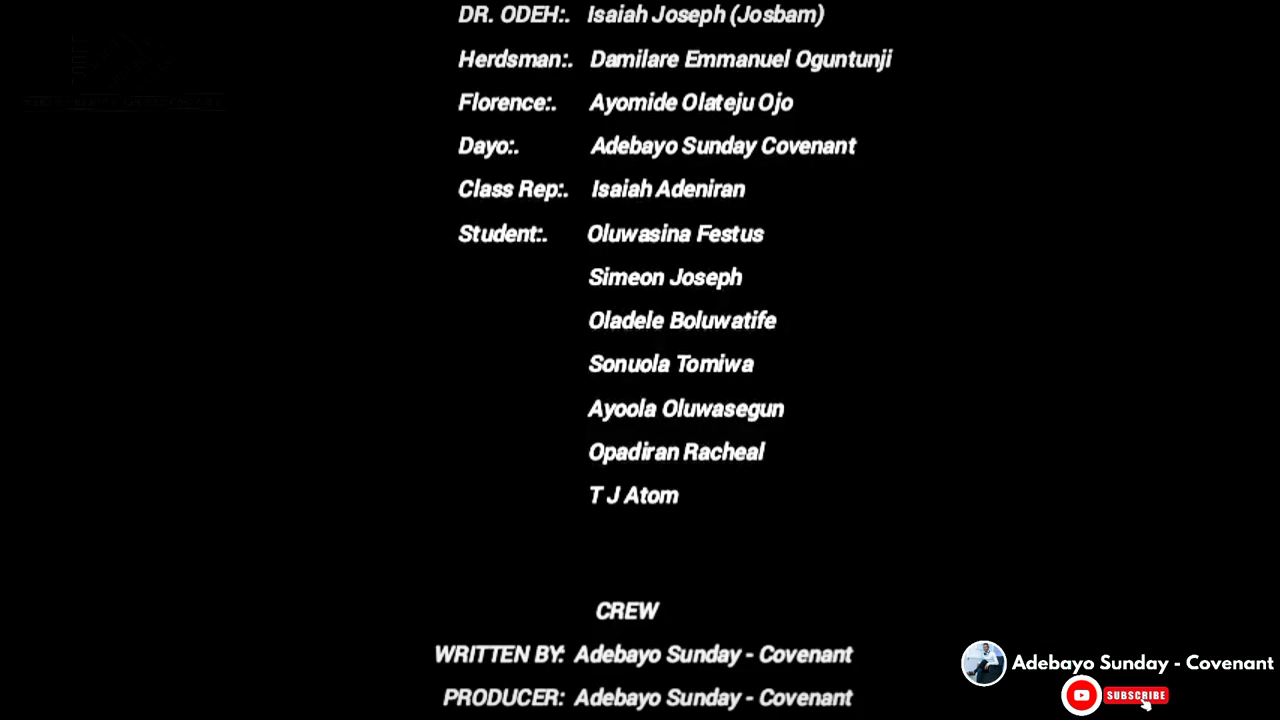 DR. ODEH:. Isaiah Joseph (Josbam)
Herdsman:. Damilare Emmanuel Oguntunji
Florence:. Ayomide Olateju Ojo
Dayo:. Adebayo Sunday Covenant
Class Rep:. Isaiah Adeniran
Student:. Oluwasina Festus
Simeon Joseph
Oladele Boluwatife
Sonuola Tomiwa
Ayoola Oluwasegun
Opadiran Racheal
T J Atom
CREW
WRITTEN BY: Adebayo Sunday - Covenant
PRODUCER: Adebayo Sunday - Covenant
Adebayo Sunday - Covenant
SUBSCRIBE